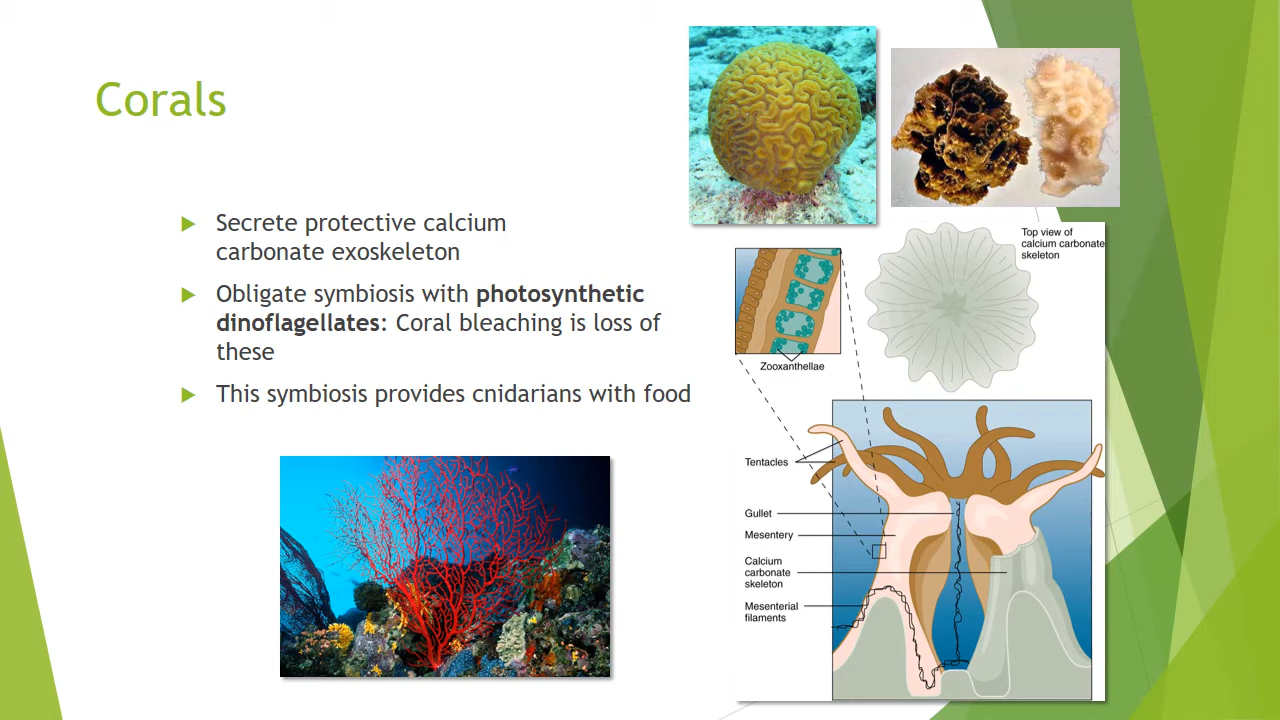 Corals
Secrete protective calcium
carbonate exoskeleton
Obligate symbiosis with photosynthetic
dinoflagellates: Coral bleaching is loss of
these
This symbiosis provides cnidarians with food
Top view of
calcium carbonate
skeleton
Zooxanthellae
Tentacles
Gullet
Mesentery
Calcium
carbonate
skeleton
Mesenterial
filaments